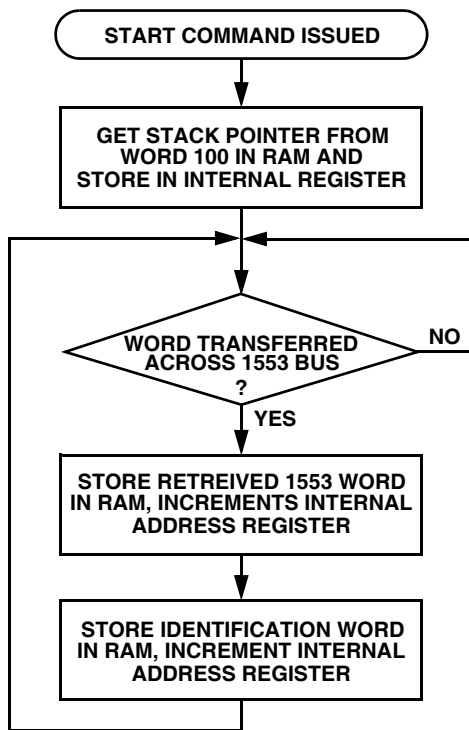 START COMMAND ISSUED
GET STACK POINTER FROM
WORD 100 IN RAM AND
STORE IN INTERNAL REGISTER
WORD TRANSFERRED
ACROSS 1553 BUS
?
NO
YES
STORE RETREIVED 1553 WORD
IN RAM, INCREMENTS INTERNAL
ADDRESS REGISTER
STORE IDENTIFICATION WORD
IN RAM, INCREMENT INTERNAL
ADDRESS REGISTER